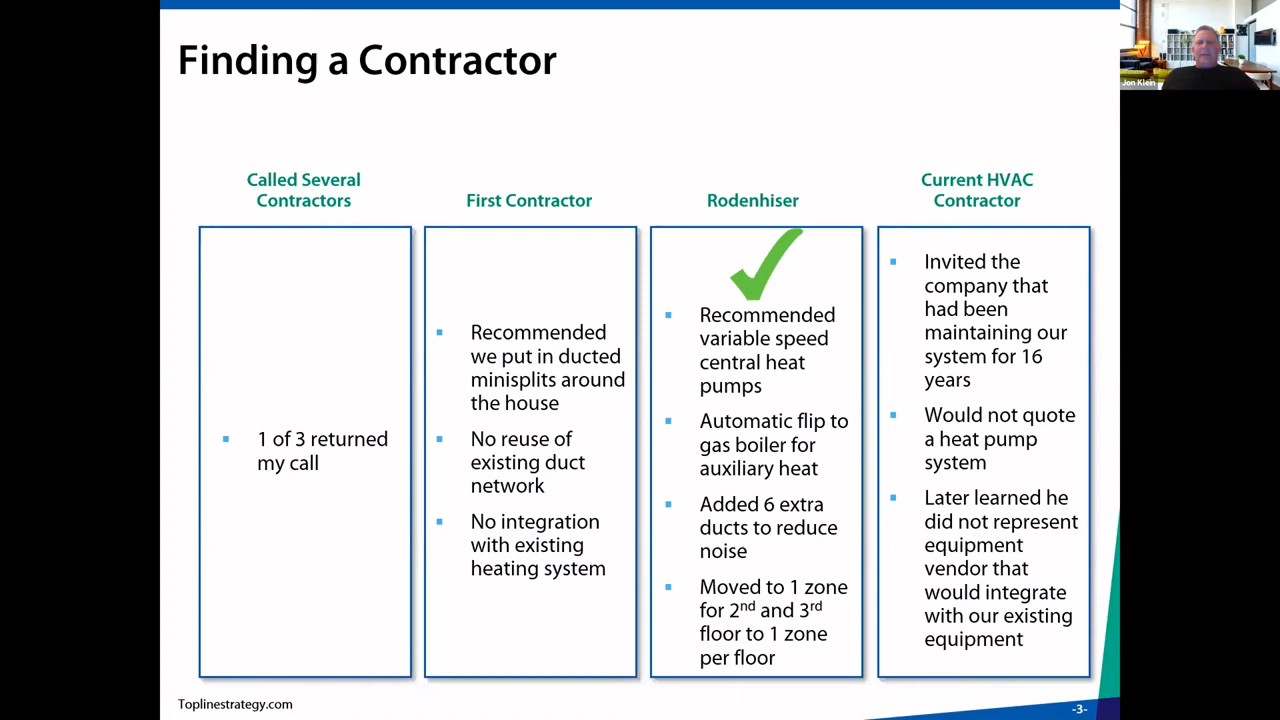 Finding a Contractor
Jon Klein
Called Several
Contractors
1 of 3 returned
my call
First Contractor
Recommended
we put in ducted
minisplits around
the house
No reuse of
existing duct
network
No integration
with existing
heating system
Rodenhiser
Recommended
variable speed
central heat
pumps
Automatic flip to
gas boiler for
auxiliary heat
Added 6 extra
ducts to reduce
noise
Moved to 1 zone
for 2nd and 3rd
floor to 1 zone
per floor
Current HVAC
Contractor
Invited the
company that
had been
maintaining our
system for 16
years
Would not quote
a heat pump
system
Later learned he
did not represent
equipment
vendor that
would integrate
with our existing
equipment
Toplinestrategy.com
-3-